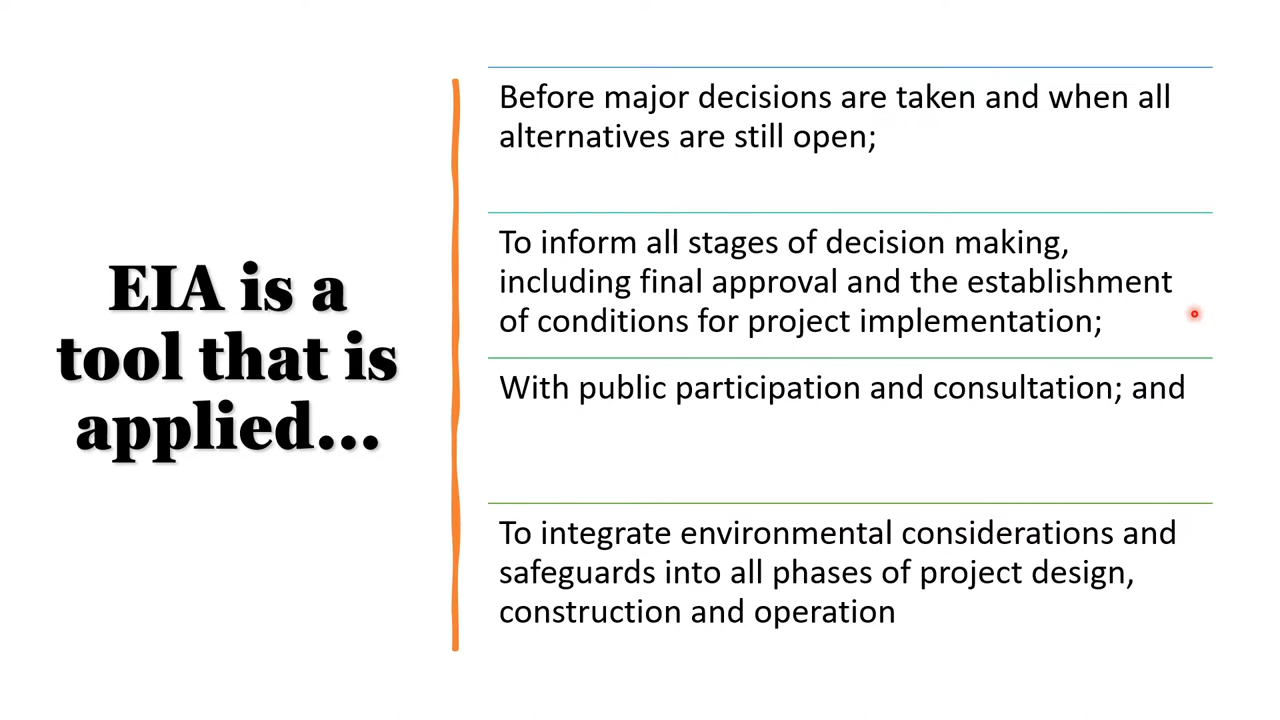 EIA is a
tool that is
applied...
Before major decisions are taken and when all
alternatives are still open;
To inform all stages of decision making,
including final approval and the establishment
of conditions for project implementation;
With public participation and consultation; and
To integrate environmental considerations and
safeguards into all phases of project design,
construction and operation